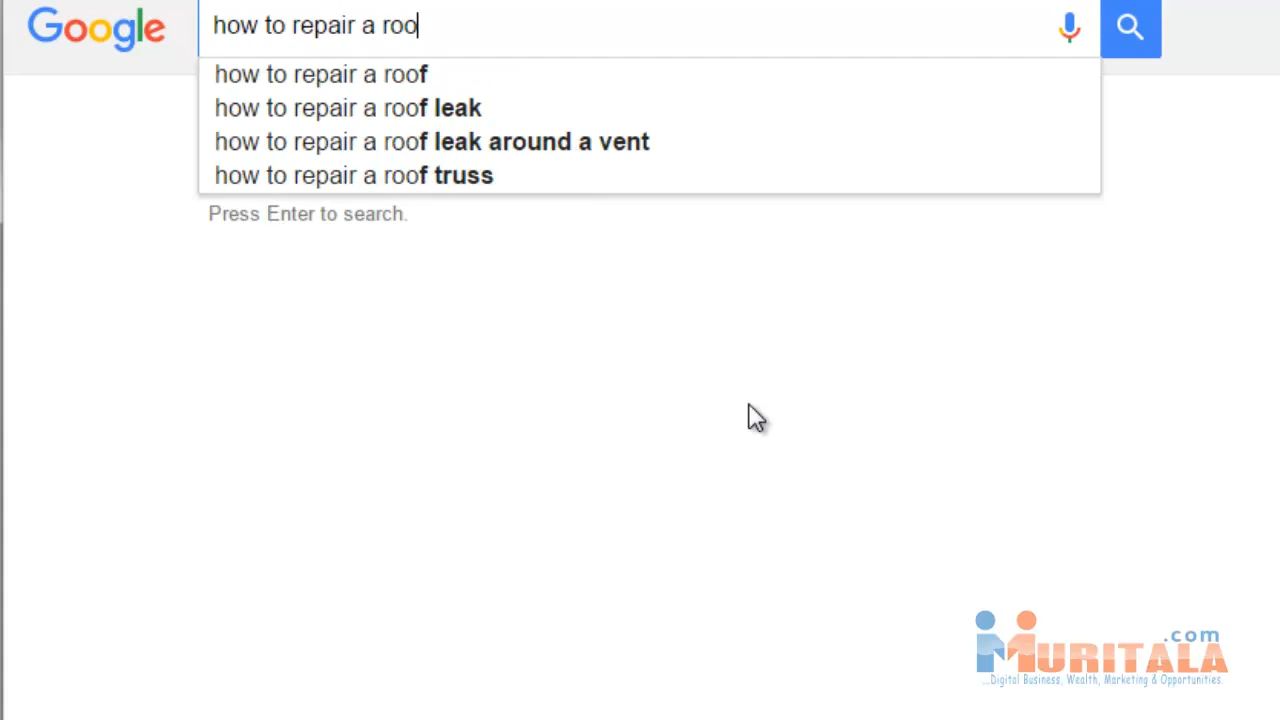 Google
how to repair a roo
how to repair a roof
how to repair a roof leak
how to repair a roof leak around a vent
how to repair a roof truss
Press Enter to search.
.com
MURITALA
...Digital Business, Wealth, Marketing & Opportunities